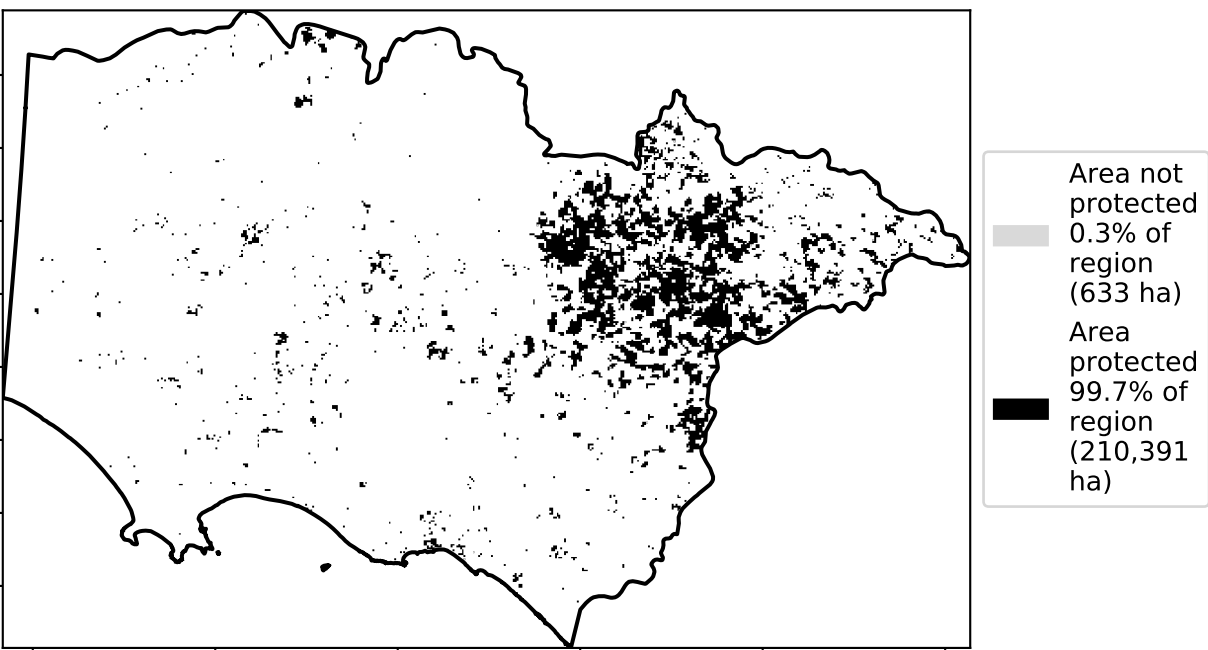 Area not
protected
0.3% of
region
(633 ha)
Area
protected
99.7% of
region
(210,391
ha)